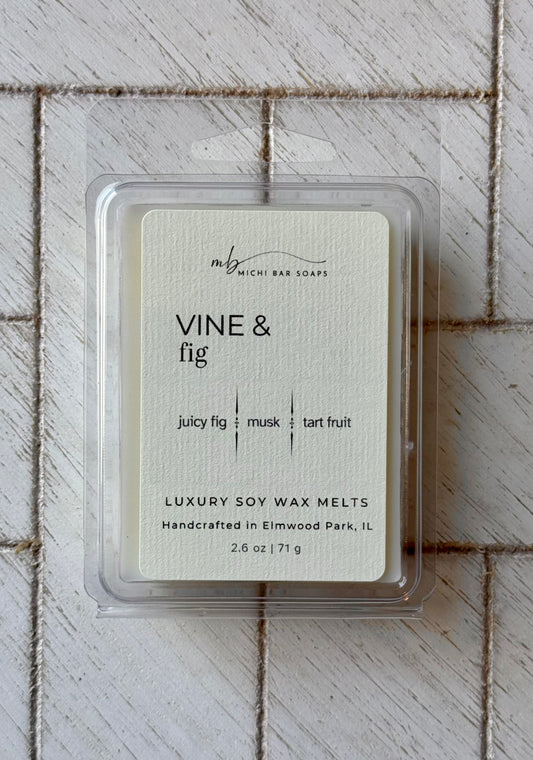 mb
MICHI BAR SOAPS
VINE &
fig
juicy fig musk tart fruit
LUXURY SOY WAX MELTS
Handcrafted in Elmwood Park, IL
2.6 oz | 71 g